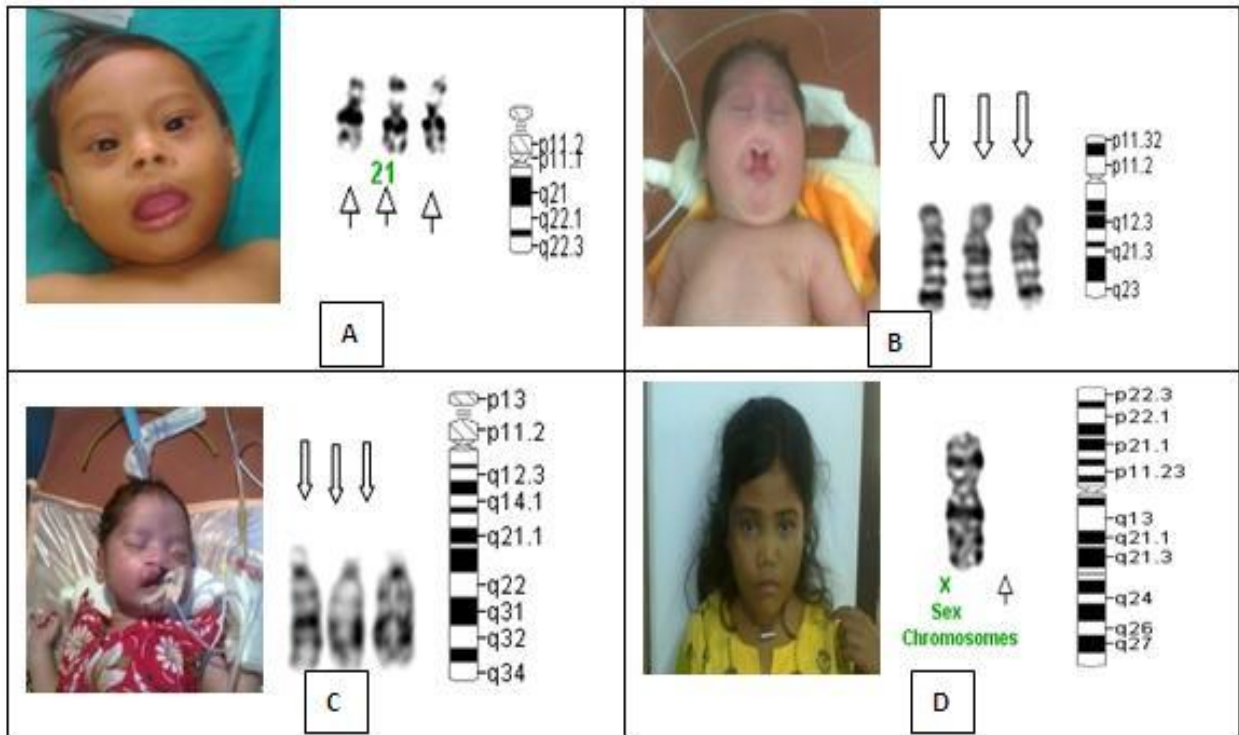 21
p11.2
p11.1
q21
q22.1
q22.3
A
p11.32
p11.2
q12.3
q21.3
q23
B
p13
p11.2
q12.3
q14.1
q21.1
q22
q31
q32
q34
C
X
Sex
Chromosomes
p22.3
p22.1
p21.1
p11.23
q13
q21.1
q21.3
q24
q26
q27
D